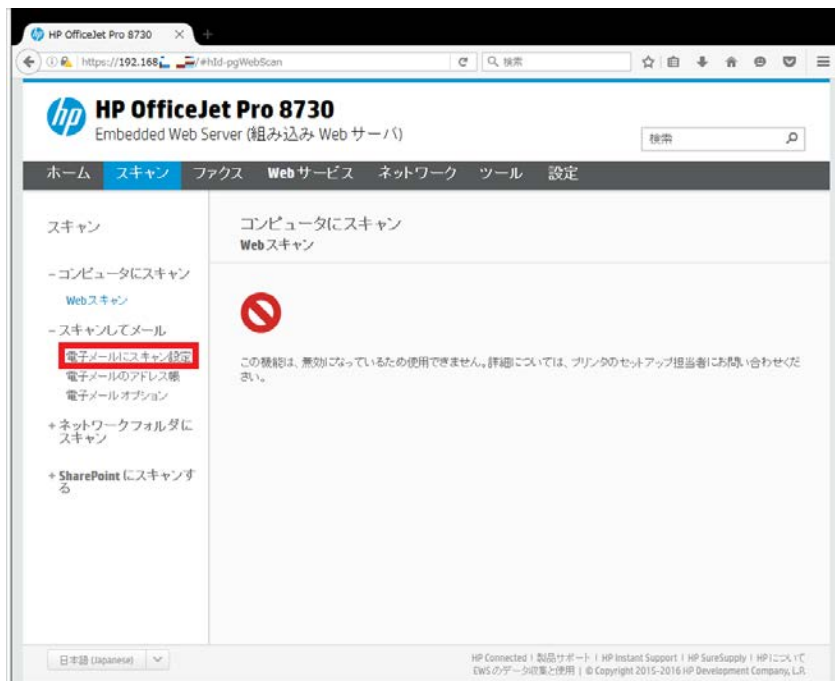 HP OfficeJet Pro 8730
https://192.168 /#hId-pgWebScan
検索
hp
HP OfficeJet Pro 8730
Embedded Web Server (組み込み Web サーバ)
検索
ホーム スキャン ファクス Webサービス ネットワーク ツール 設定
スキャン
コンピュータにスキャン
Webスキャン
−コンピュータにスキャン
Webスキャン
−スキャンしてメール
電子メールにスキャン設定
電子メールのアドレス帳
電子メール オプション
+ネットワークフォルダに
スキャン
+ SharePoint にスキャンす
る
この機能は、無効になっているため使用できません。詳細については、プリンタのセットアップ担当者にお問い合わせくだ
さい。
日本語 (Japanese)
HP Connected | 製品サポート | HP Instant Support | HP SureSupply | HPについて
EWS のデータ収集と使用 | © Copyright 2015-2016 HP Development Company, L.P.